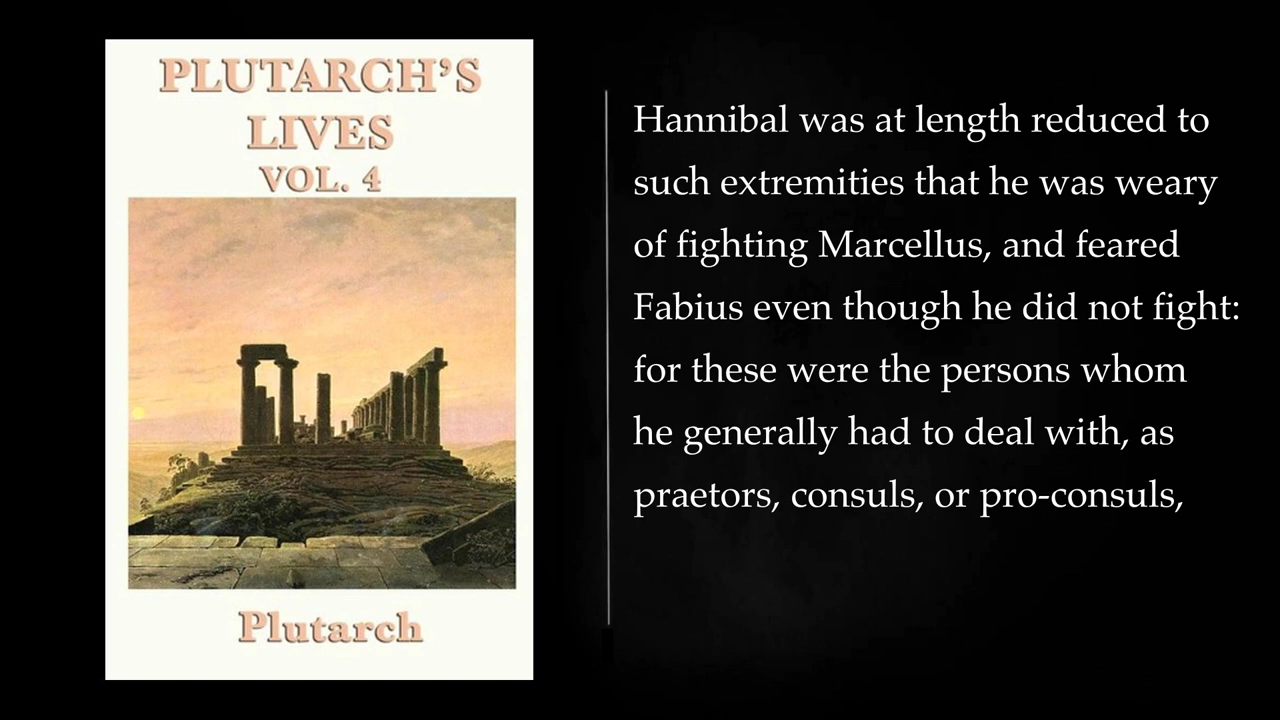 PLUTARCH'S
LIVES
VOL. 4
Plutarch
Hannibal was at length reduced to
such extremities that he was weary
of fighting Marcellus, and feared
Fabius even though he did not fight:
for these were the persons whom
he generally had to deal with, as
praetors, consuls, or pro-consuls,